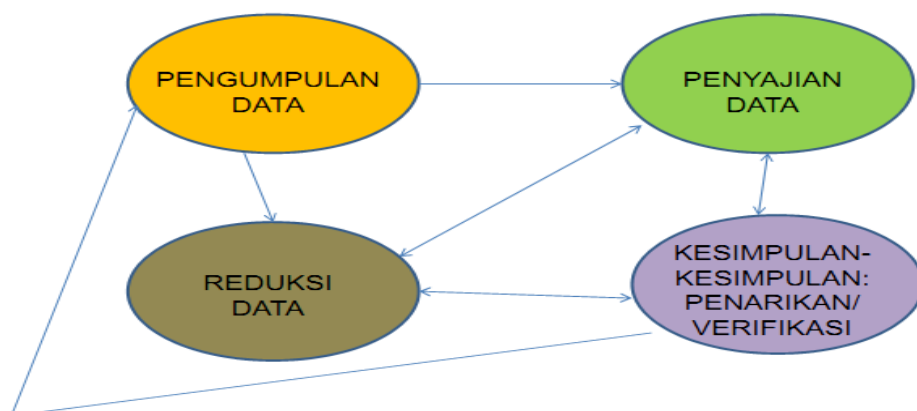 PENGUMPULAN
DATA
PENYAJIAN
DATA
REDUKSI
DATA
KESIMPULAN-
KESIMPULAN:
PENARIKAN/
VERIFIKASI